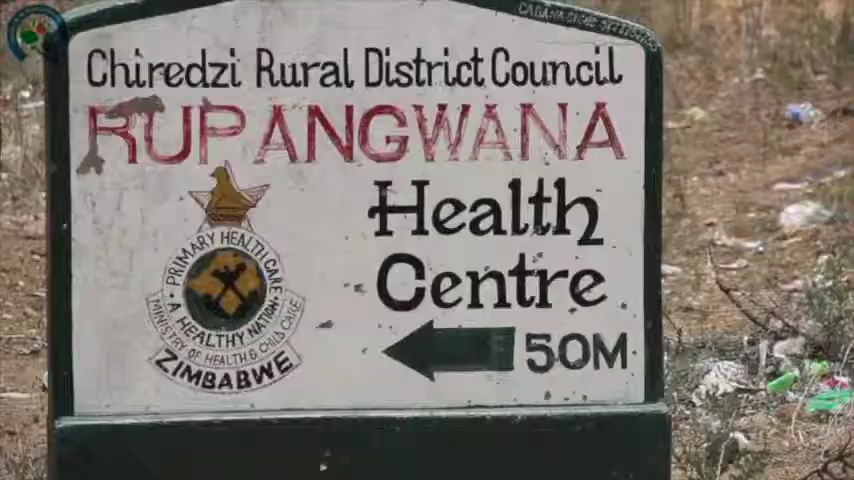 Chiredzi Rural District Council
RUPANGWANA
Health
Centre
50M
PRIMARY HEALTH CARE
A HEALTHY NATION
MINISTRY OF HEALTH & CHILD CARE
ZIMBABWE